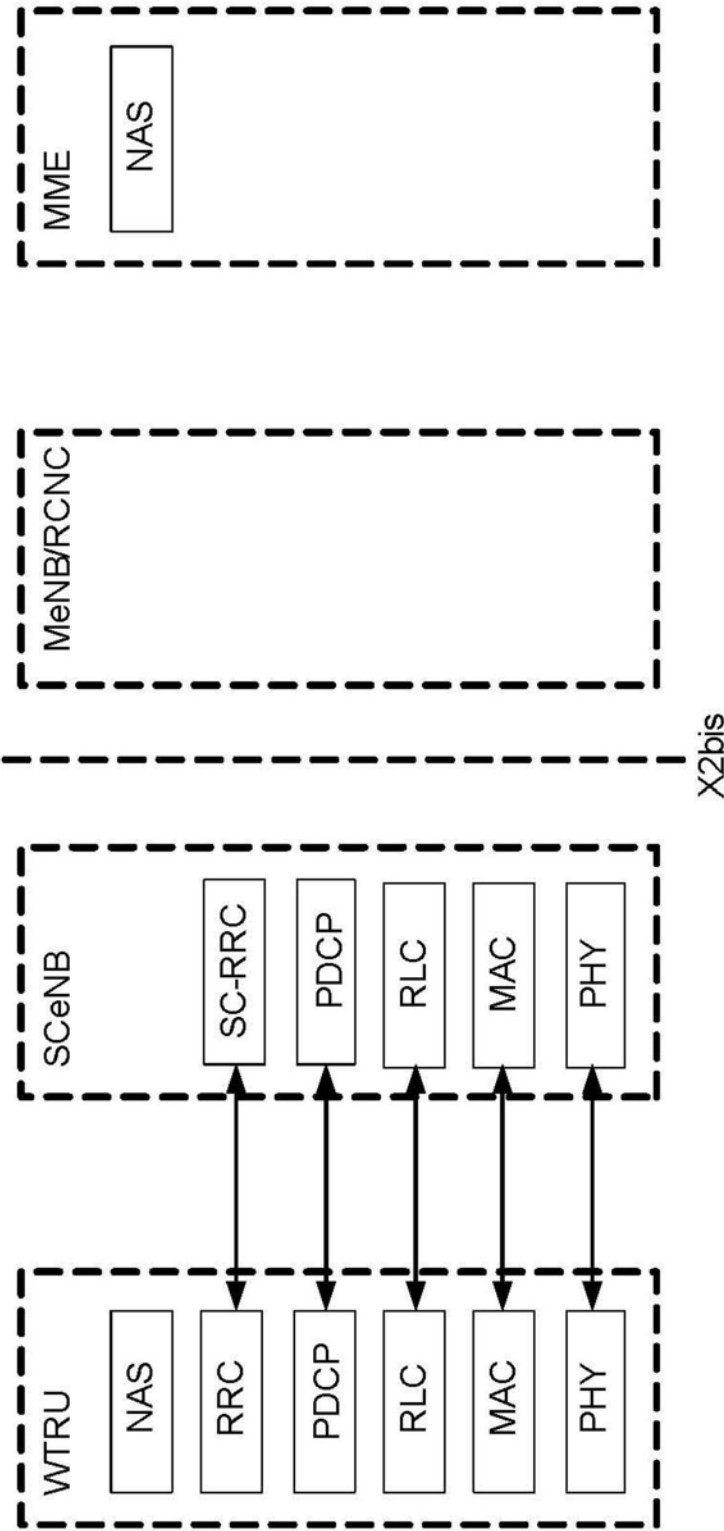 WTRU
NAS
RRC
PDCP
RLC
MAC
PHY
SCeNB
SC-RRC
PDCP
RLC
MAC
PHY
X2bis
MeNB/RCNC
MME
NAS